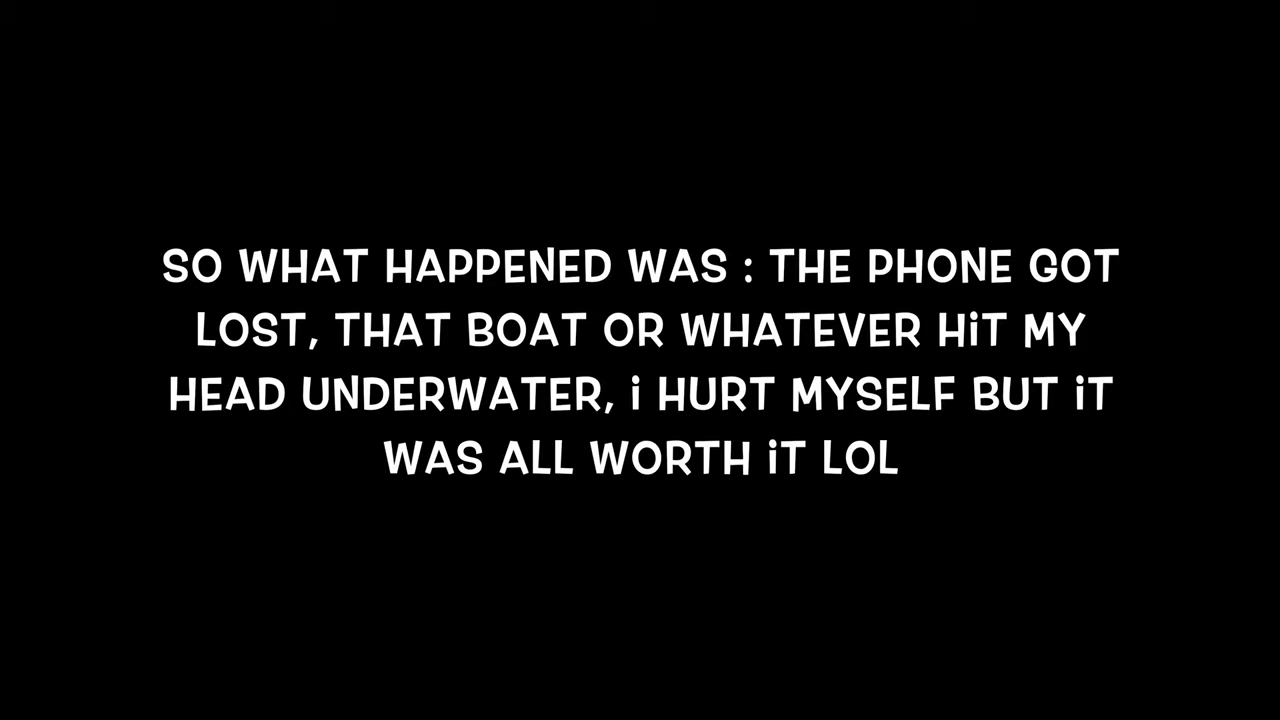 SO WHAT HAPPENED WAS : THE PHONE GOT
LOST, THAT BOAT OR WHATEVER HiT MY
HEAD UNDERWATER, i HURT MYSELF BUT iT
WAS ALL WORTH iT LOL